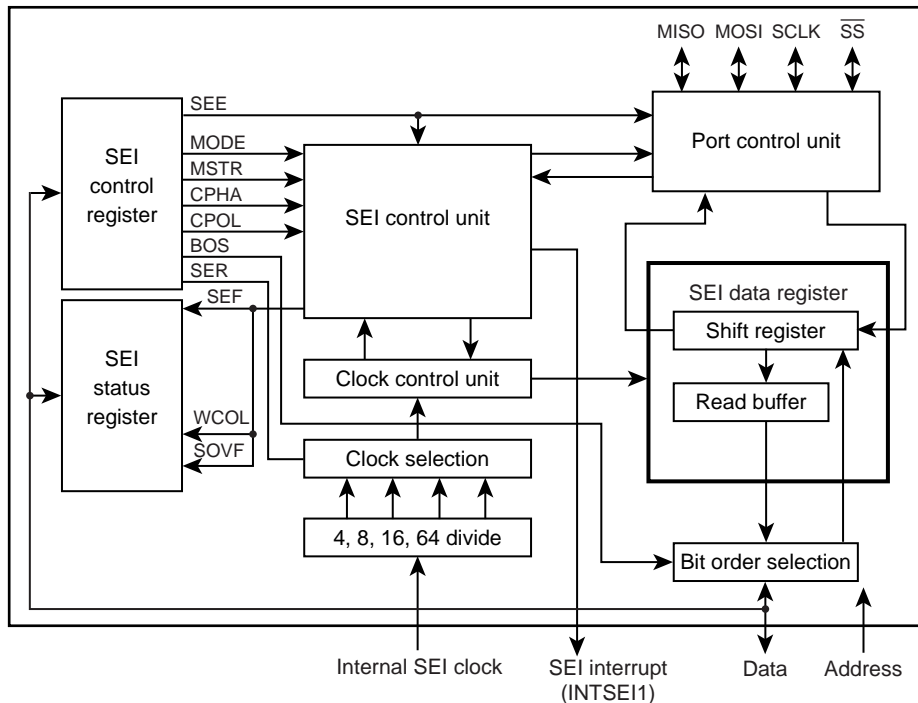 MISO MOSI SCLK SS
SEE
SEI
control
register
MODE
MSTR
CPHA
CPOL
BOS
SER
SEI control unit
Port control unit
SEI data register
Shift register
Read buffer
SEF
SEI
status
register
WCOL
SOVF
Clock control unit
Clock selection
4, 8, 16, 64 divide
Bit order selection
Internal SEI clock
SEI interrupt
(INTSEI1)
Data
Address